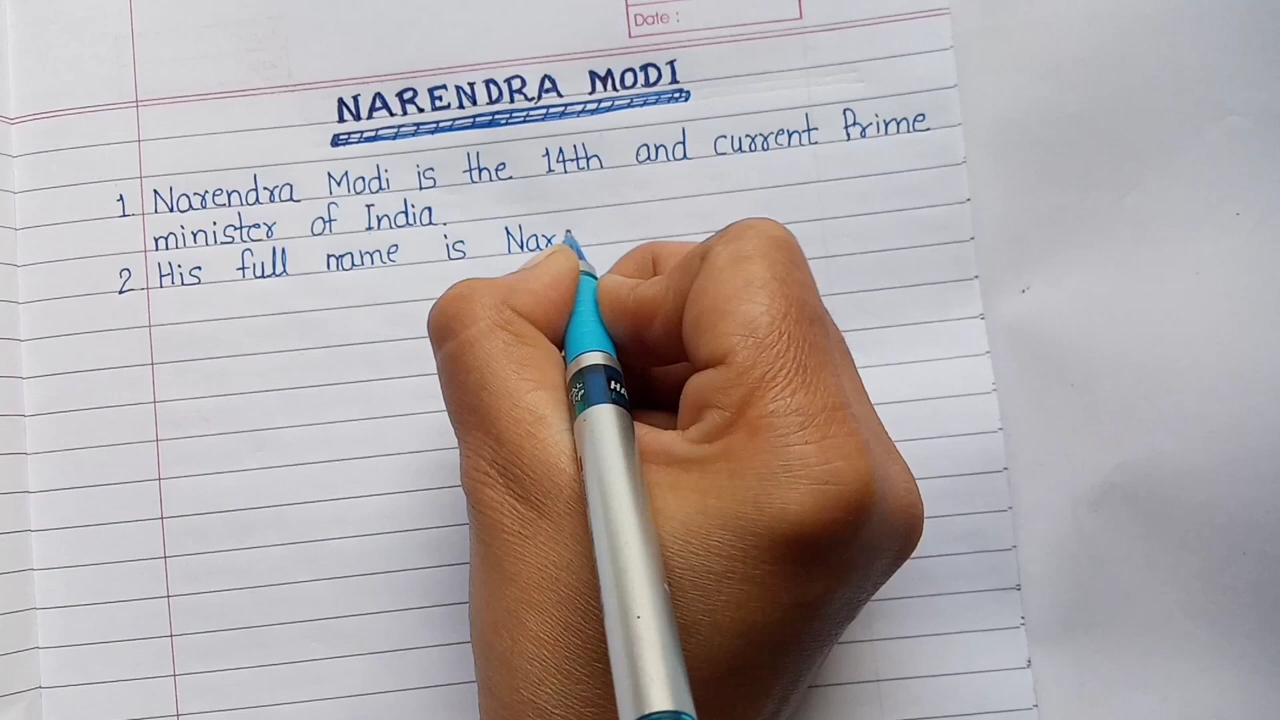 Date :
NARENDRA MODI
1. Narendra Modi is the 14th and current Prime
minister of India.
2. His full name is Nar